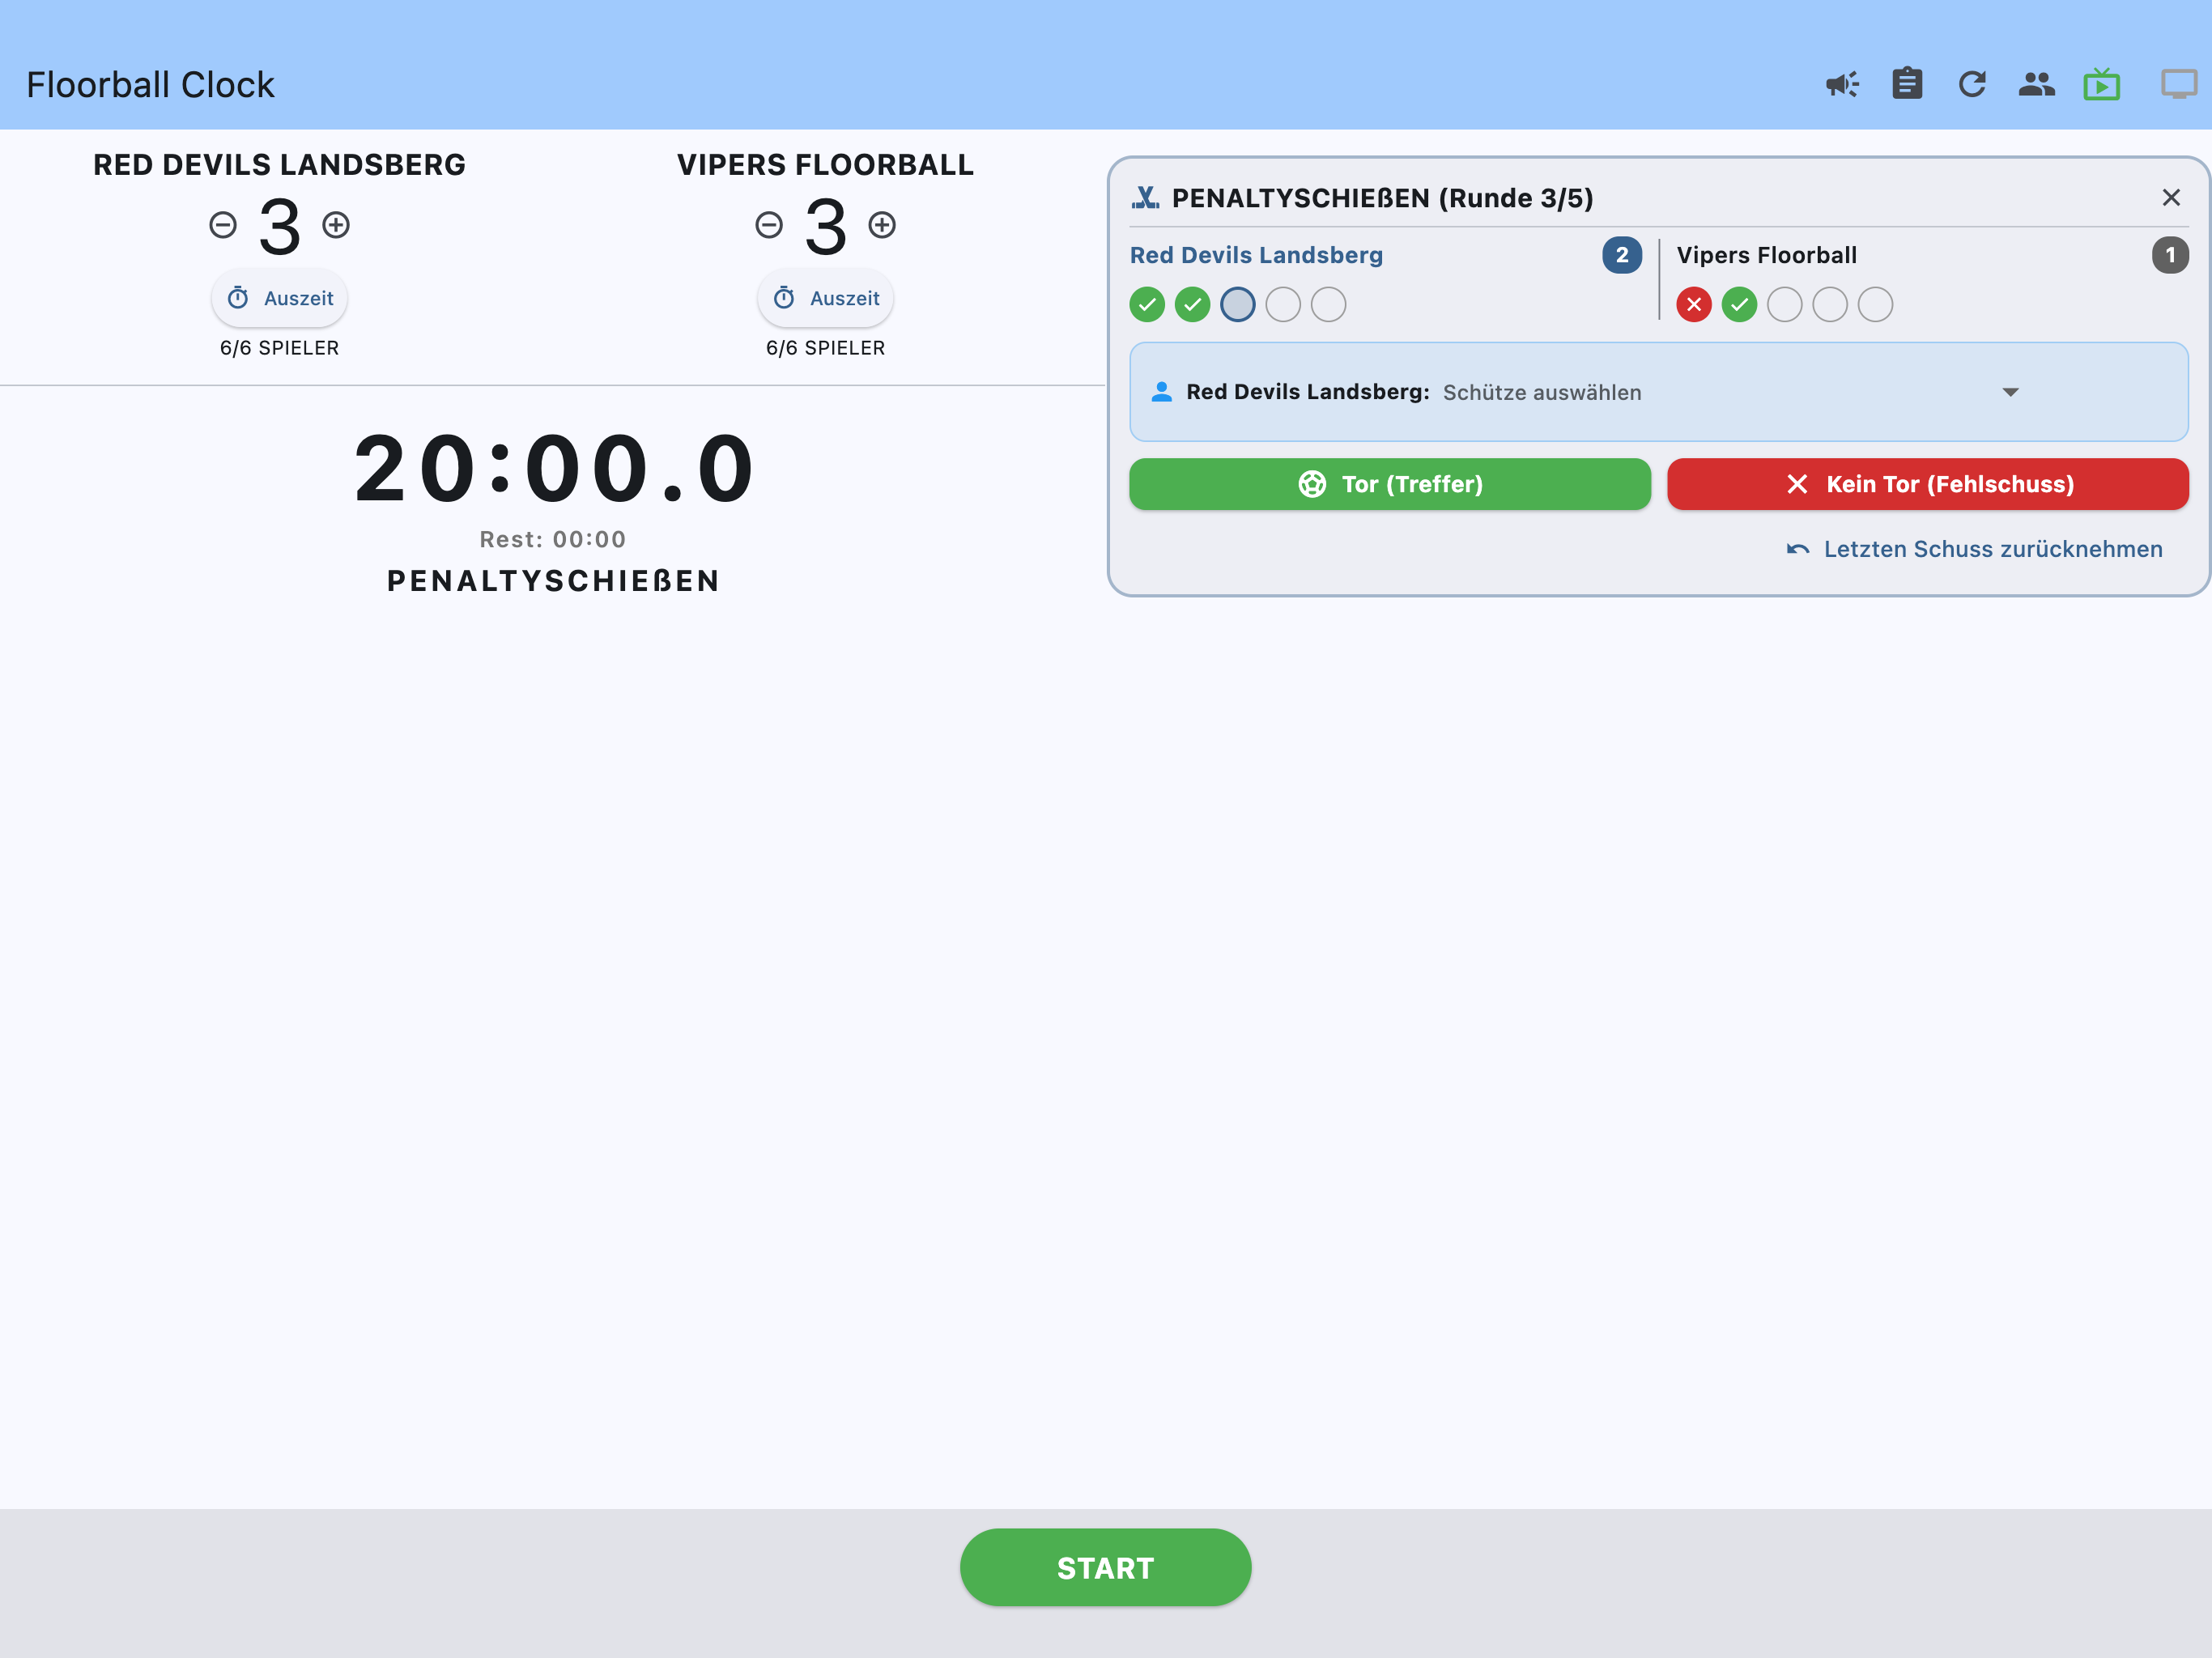 Floorball Clock
RED DEVILS LANDSBERG
3
Auszeit
6/6 SPIELER
VIPERS FLOORBALL
3
Auszeit
6/6 SPIELER
20:00.0
Rest: 00:00
PENALTYSCHIEßEN
PENALTYSCHIEßEN (Runde 3/5)
Red Devils Landsberg 2
Vipers Floorball 1
Red Devils Landsberg: Schütze auswählen
Tor (Treffer)
Kein Tor (Fehlschuss)
Letzten Schuss zurücknehmen
START